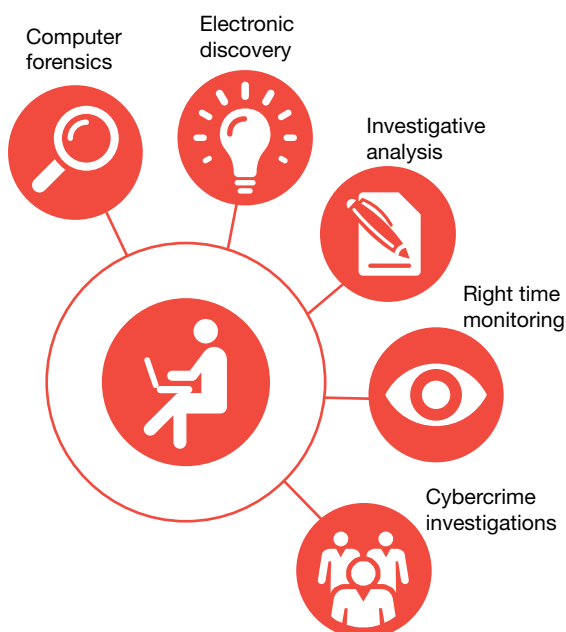 Computer
forensics
Electronic
discovery
Investigative
analysis
Right time
monitoring
Cybercrime
investigations